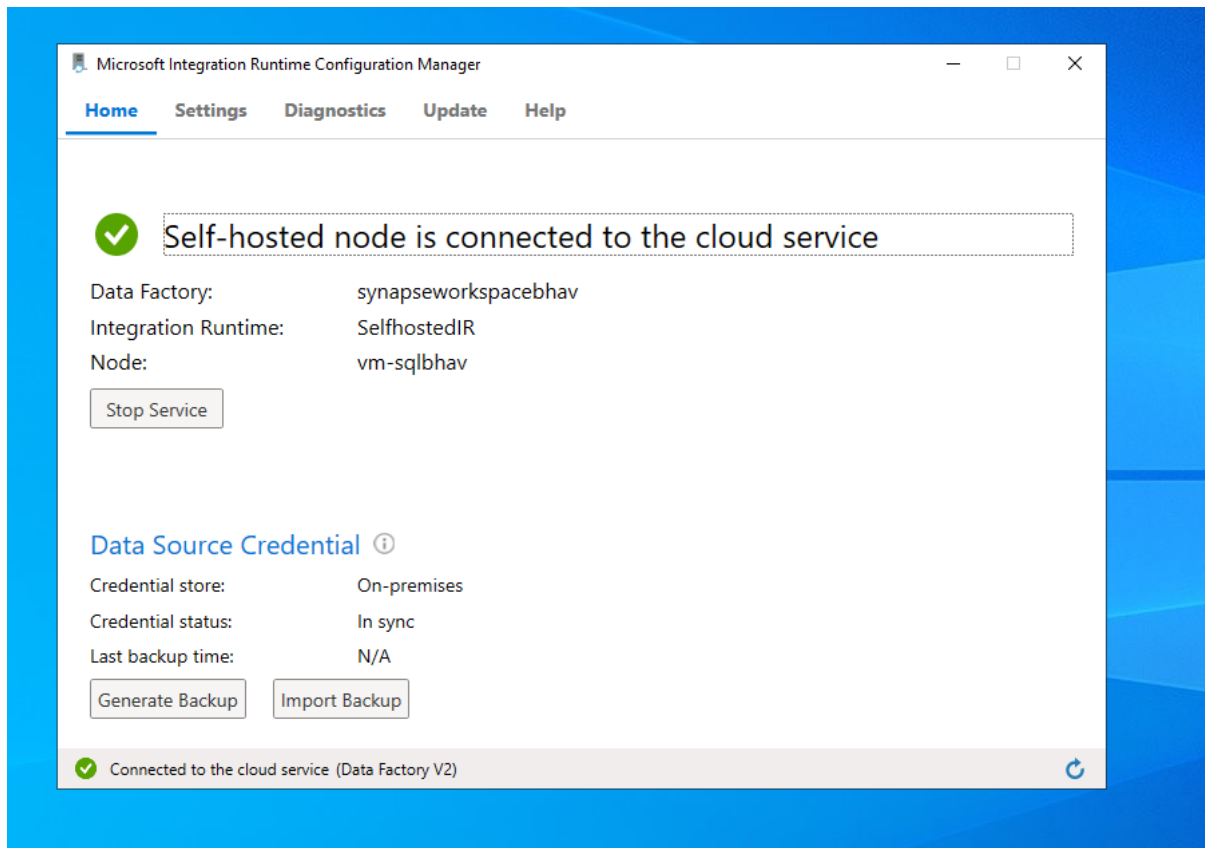 Microsoft Integration Runtime Configuration Manager
Home Settings Diagnostics Update Help
Self-hosted node is connected to the cloud service
Data Factory: synapseworkspacebhav
Integration Runtime: SelfhostedIR
Node: vm-sqlbhav
Stop Service
Data Source Credential
Credential store: On-premises
Credential status: In sync
Last backup time: N/A
Generate Backup Import Backup
Connected to the cloud service (Data Factory V2)